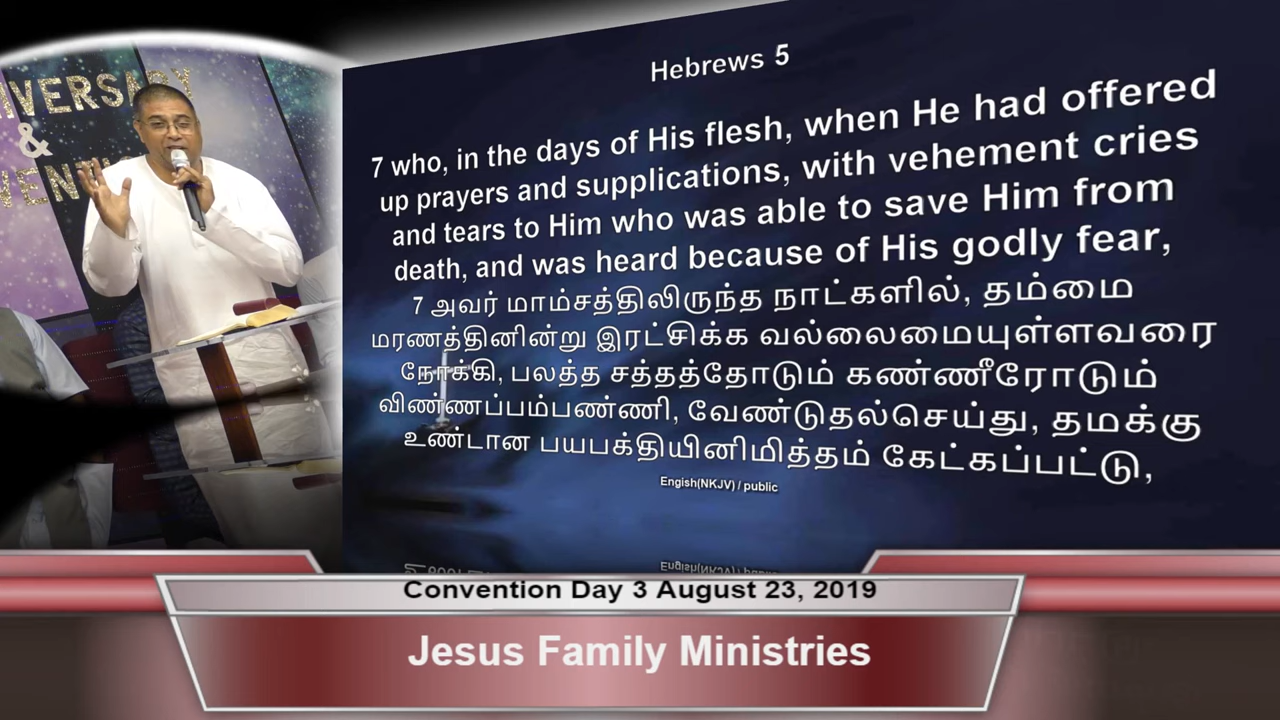 IVERSARY
&
Hebrews 5
7 who, in the days of His flesh, when He had offered
up prayers and supplications, with vehement cries
and tears to Him who was able to save Him from
death, and was heard because of His godly fear,
7 அவர் மாம்சத்திலிருந்த நாட்களில், தம்மை
மரணத்தினின்று இரட்சிக்க வல்லமையுள்ளவரை
நோக்கி, பலத்த சத்தத்தோடும் கண்ணீரோடும்
விண்ணப்பம்பண்ணி, வேண்டுதல்செய்து, தமக்கு
உண்டான பயபக்தியினிமித்தம் கேட்கப்பட்டு,
Engish(NKJV) / public
Convention Day 3 August 23, 2019
Jesus Family Ministries